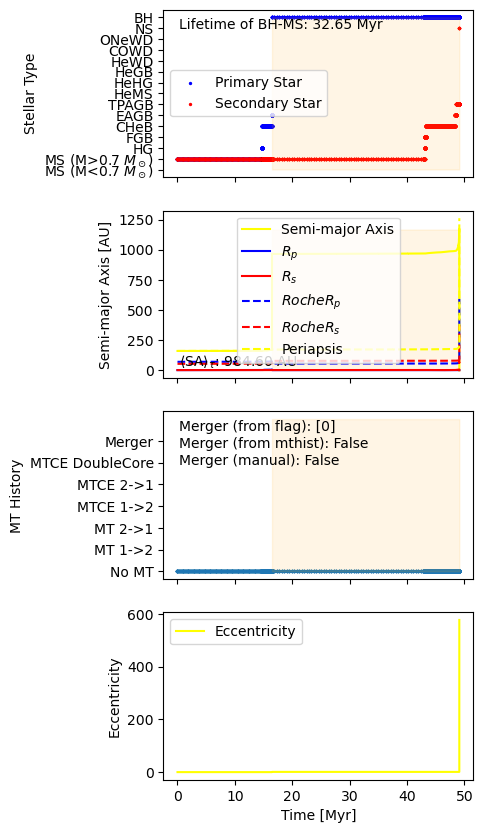 BH
NS
ONeWD
COWD
HeWD
HeGB
HeHG
HeMS
TPAGB
EAGB
CHeB
FGB
HG
MS (M>0.7 M⊙)
MS (M<0.7 M⊙)
Stellar Type
Lifetime of BH-MS: 32.65 Myr
Primary Star
Secondary Star
1250
1000
750
500
250
0
Semi-major Axis [AU]
Semi-major Axis
R_p
R_s
RocheR_p
RocheR_s
Periapsis
Merger
MTCE DoubleCore
MTCE 1->2
MTCE 2->1
MT 2->1
MT 1->2
No MT
MT History
Merger (from flag): [0]
Merger (from mthist): False
Merger (manual): False
600
400
200
0
Eccentricity
Eccentricity
0 10 20 30 40 50
Time [Myr]